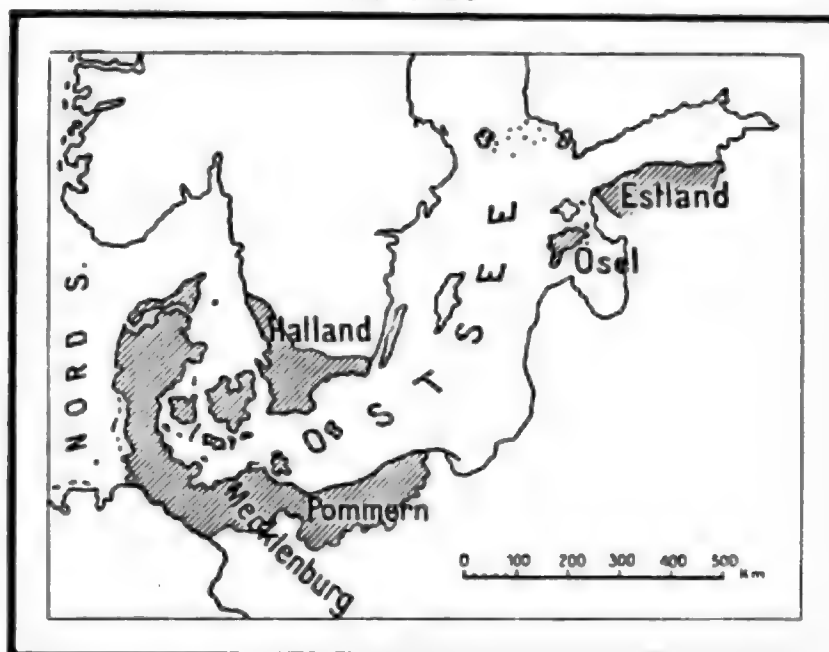 Estland
Ösel
Halland
NORD S.
OSTSEE
Pommern
Mecklenburg
0 100 200 300 400 500
Km